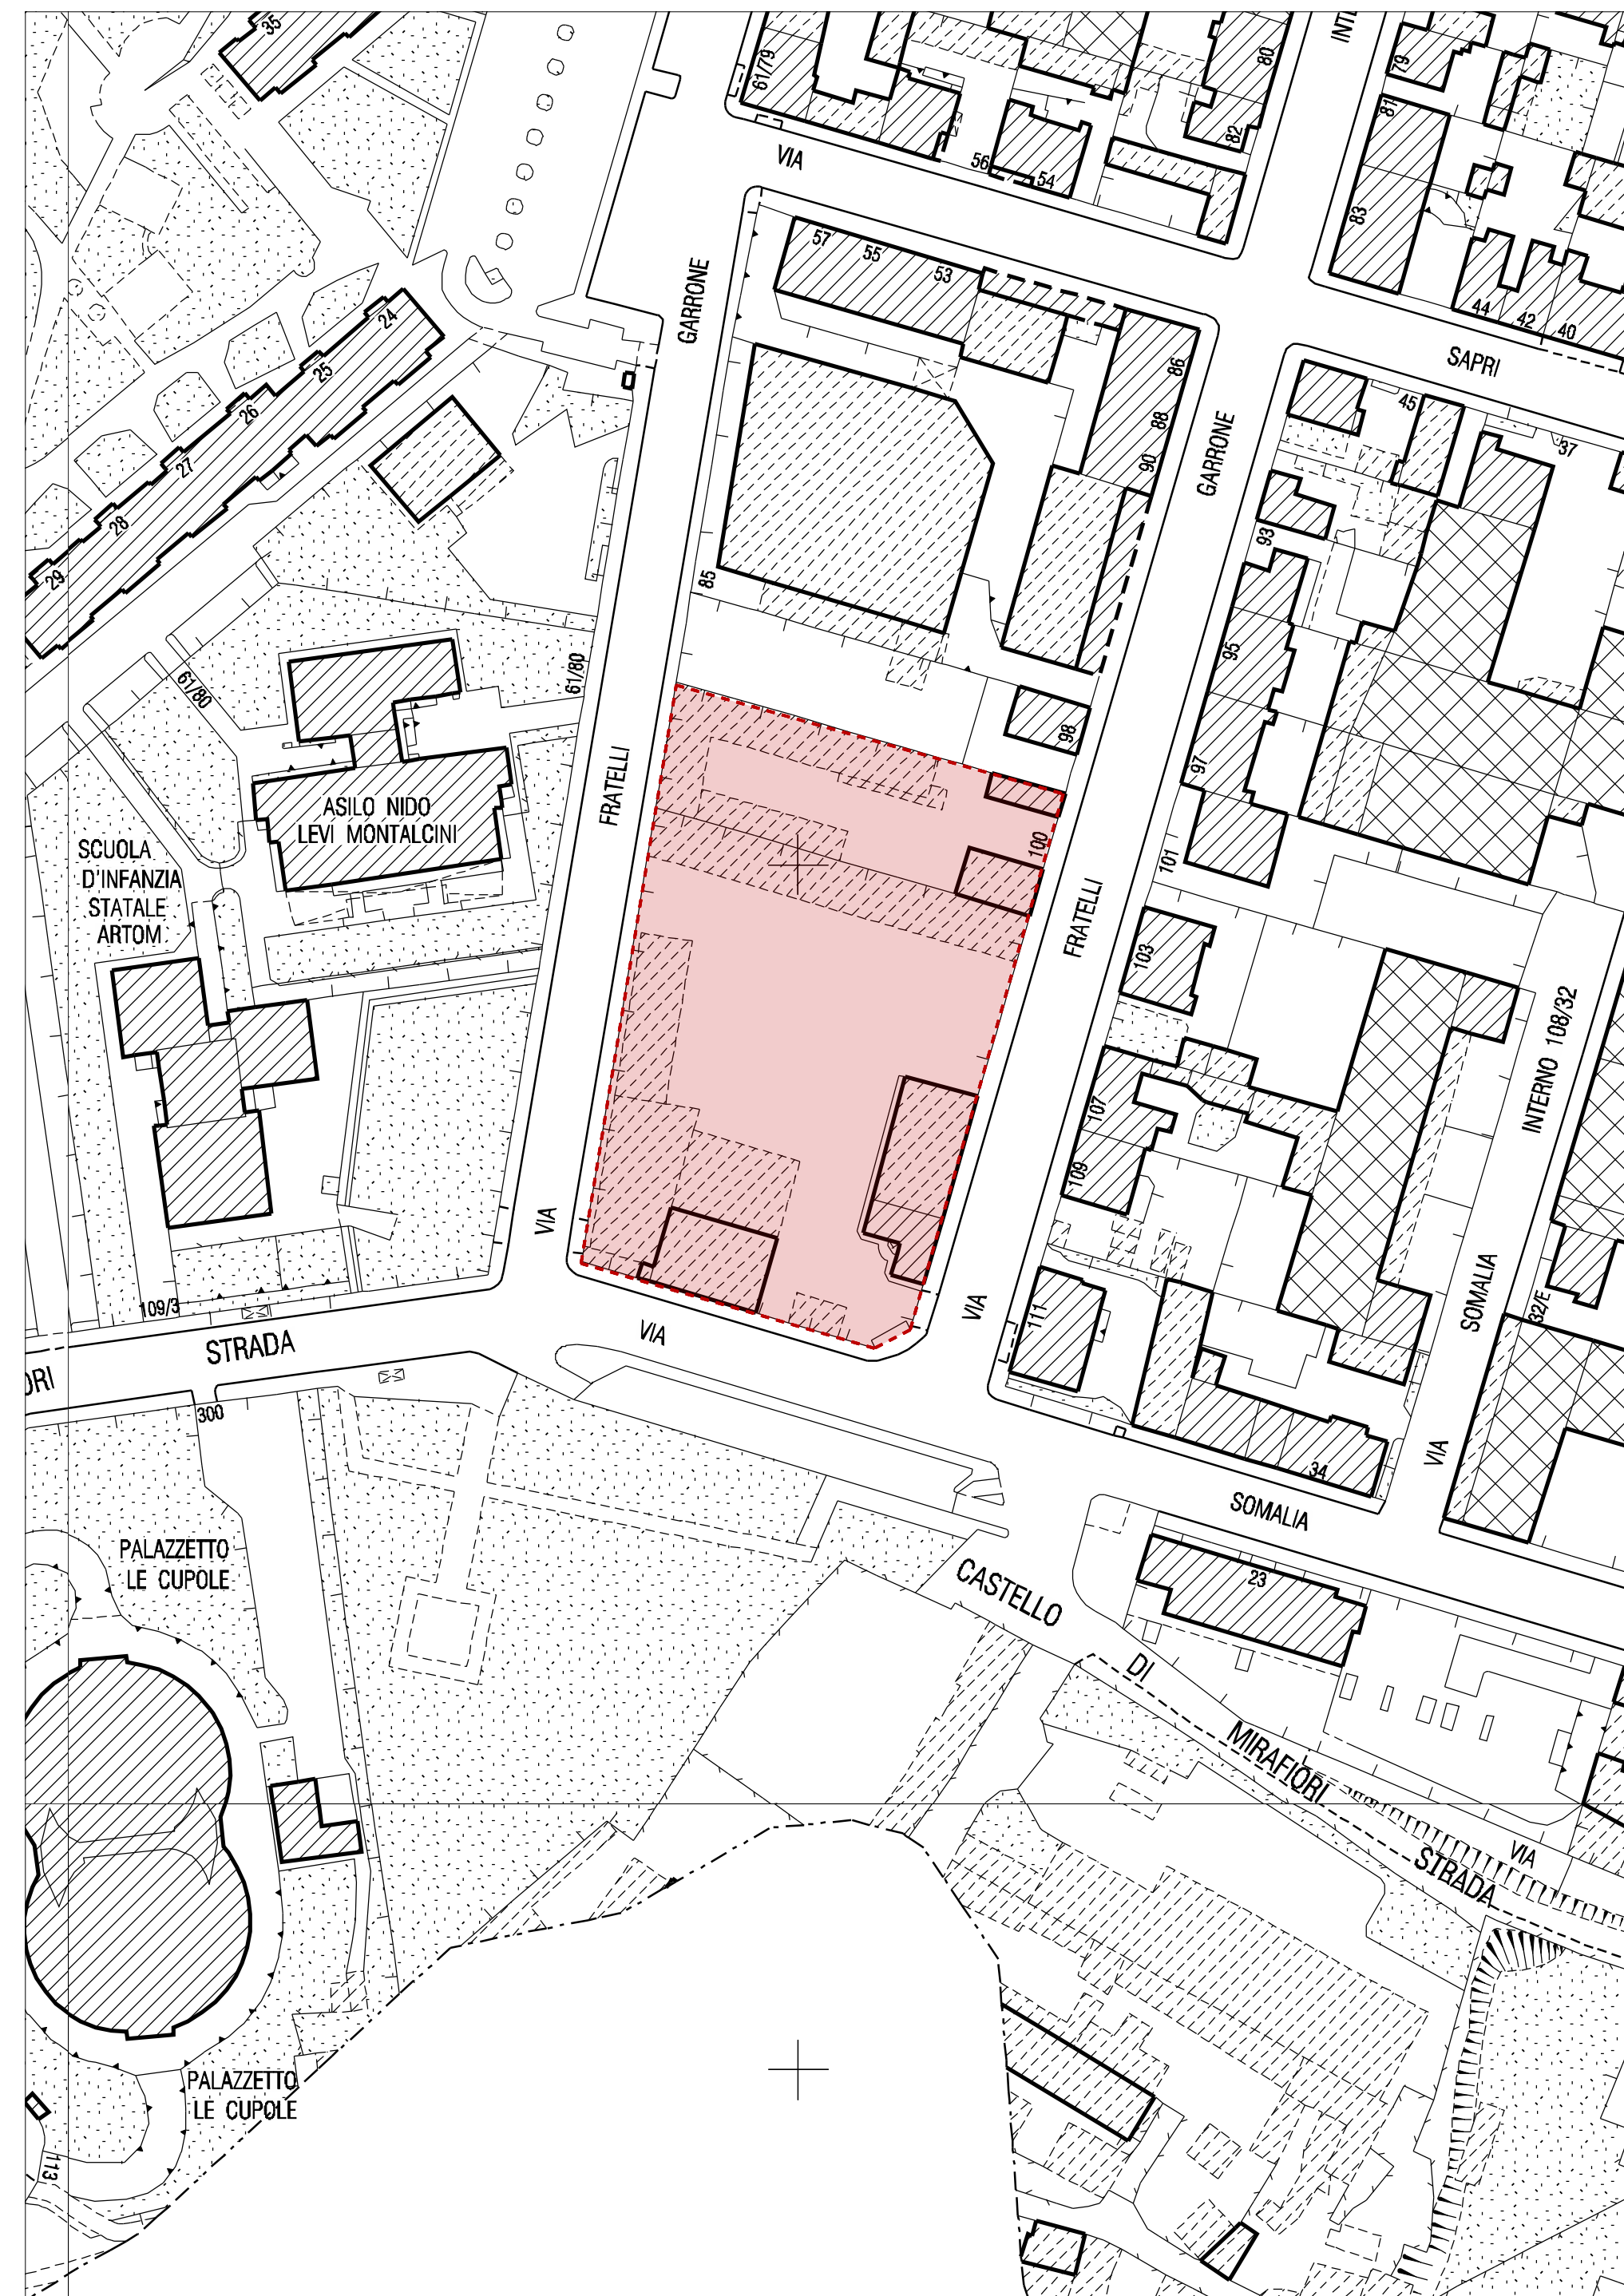 35
61/79
80
INT
79
81
VIA
56
54
82
83
57
55
53
GARRONE
44
42
40
24
86
SAPRI
25
45
26
88
GARRONE
37
27
90
28
93
29
85
61/80
61/80
95
98
97
FRATELLI
ASILO NIDO
LEVI MONTALCINI
100
101
SCUOLA
D'INFANZIA
STATALE
ARTOM
FRATELLI
103
INTERNO 108/32
107
109
VIA
VIA
111
SOMALIA
32/E
109/3
STRADA
VIA
ORI
300
VIA
34
SOMALIA
PALAZZETTO
LE CUPOLE
CASTELLO
23
DI
MIRAFIORI
VIA
STRADA
PALAZZETTO
LE CUPOLE
113